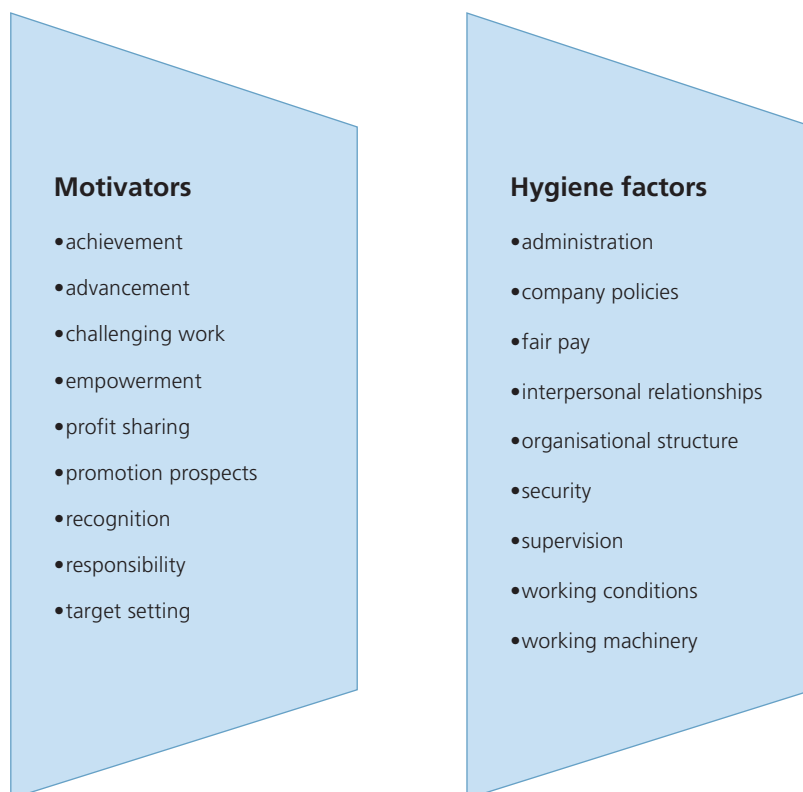 Motivators
•achievement
•advancement
•challenging work
•empowerment
•profit sharing
•promotion prospects
•recognition
•responsibility
•target setting
Hygiene factors
•administration
•company policies
•fair pay
•interpersonal relationships
•organisational structure
•security
•supervision
•working conditions
•working machinery